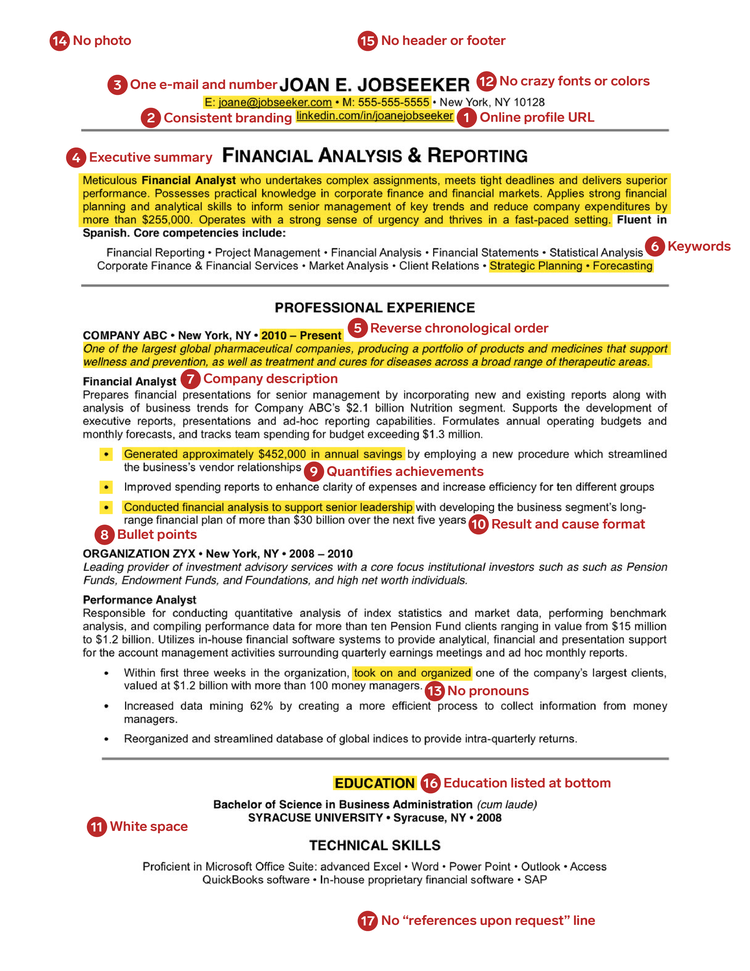 14 No photo
15 No header or footer
3 One e-mail and number JOAN E. JOBSEEKER 12 No crazy fonts or colors
E: joane@jobseeker.com • M: 555-555-5555 • New York, NY 10128
2 Consistent branding linkedin.com/in/joanejobseeker 1 Online profile URL
4 Executive summary FINANCIAL ANALYSIS & REPORTING
Meticulous Financial Analyst who undertakes complex assignments, meets tight deadlines and delivers superior
performance. Possesses practical knowledge in corporate finance and financial markets. Applies strong financial
planning and analytical skills to inform senior management of key trends and reduce company expenditures by
more than $255,000. Operates with a strong sense of urgency and thrives in a fast-paced setting. Fluent in
Spanish. Core competencies include:
Financial Reporting • Project Management • Financial Analysis • Financial Statements • Statistical Analysis 6 Keywords
Corporate Finance & Financial Services • Market Analysis • Client Relations • Strategic Planning • Forecasting
PROFESSIONAL EXPERIENCE
COMPANY ABC • New York, NY • 2010 – Present 5 Reverse chronological order
One of the largest global pharmaceutical companies, producing a portfolio of products and medicines that support
wellness and prevention, as well as treatment and cures for diseases across a broad range of therapeutic areas.
Financial Analyst 7 Company description
Prepares financial presentations for senior management by incorporating new and existing reports along with
analysis of business trends for Company ABC's $2.1 billion Nutrition segment. Supports the development of
executive reports, presentations and ad-hoc reporting capabilities. Formulates annual operating budgets and
monthly forecasts, and tracks team spending for budget exceeding $1.3 million.
• Generated approximately $452,000 in annual savings by employing a new procedure which streamlined
the business's vendor relationships 9 Quantifies achievements
• Improved spending reports to enhance clarity of expenses and increase efficiency for ten different groups
• Conducted financial analysis to support senior leadership with developing the business segment's long-
range financial plan of more than $30 billion over the next five years 10 Result and cause format
8 Bullet points
ORGANIZATION ZYX • New York, NY • 2008 – 2010
Leading provider of investment advisory services with a core focus institutional investors such as such as Pension
Funds, Endowment Funds, and Foundations, and high net worth individuals.
Performance Analyst
Responsible for conducting quantitative analysis of index statistics and market data, performing benchmark
analysis, and compiling performance data for more than ten Pension Fund clients ranging in value from $15 million
to $1.2 billion. Utilizes in-house financial software systems to provide analytical, financial and presentation support
for the account management activities surrounding quarterly earnings meetings and ad hoc monthly reports.
• Within first three weeks in the organization, took on and organized one of the company's largest clients,
valued at $1.2 billion with more than 100 money managers. 13 No pronouns
• Increased data mining 62% by creating a more efficient process to collect information from money
managers.
• Reorganized and streamlined database of global indices to provide intra-quarterly returns.
EDUCATION 16 Education listed at bottom
Bachelor of Science in Business Administration (cum laude)
SYRACUSE UNIVERSITY • Syracuse, NY • 2008
11 White space
TECHNICAL SKILLS
Proficient in Microsoft Office Suite: advanced Excel • Word • Power Point • Outlook • Access
QuickBooks software • In-house proprietary financial software • SAP
17 No “references upon request” line